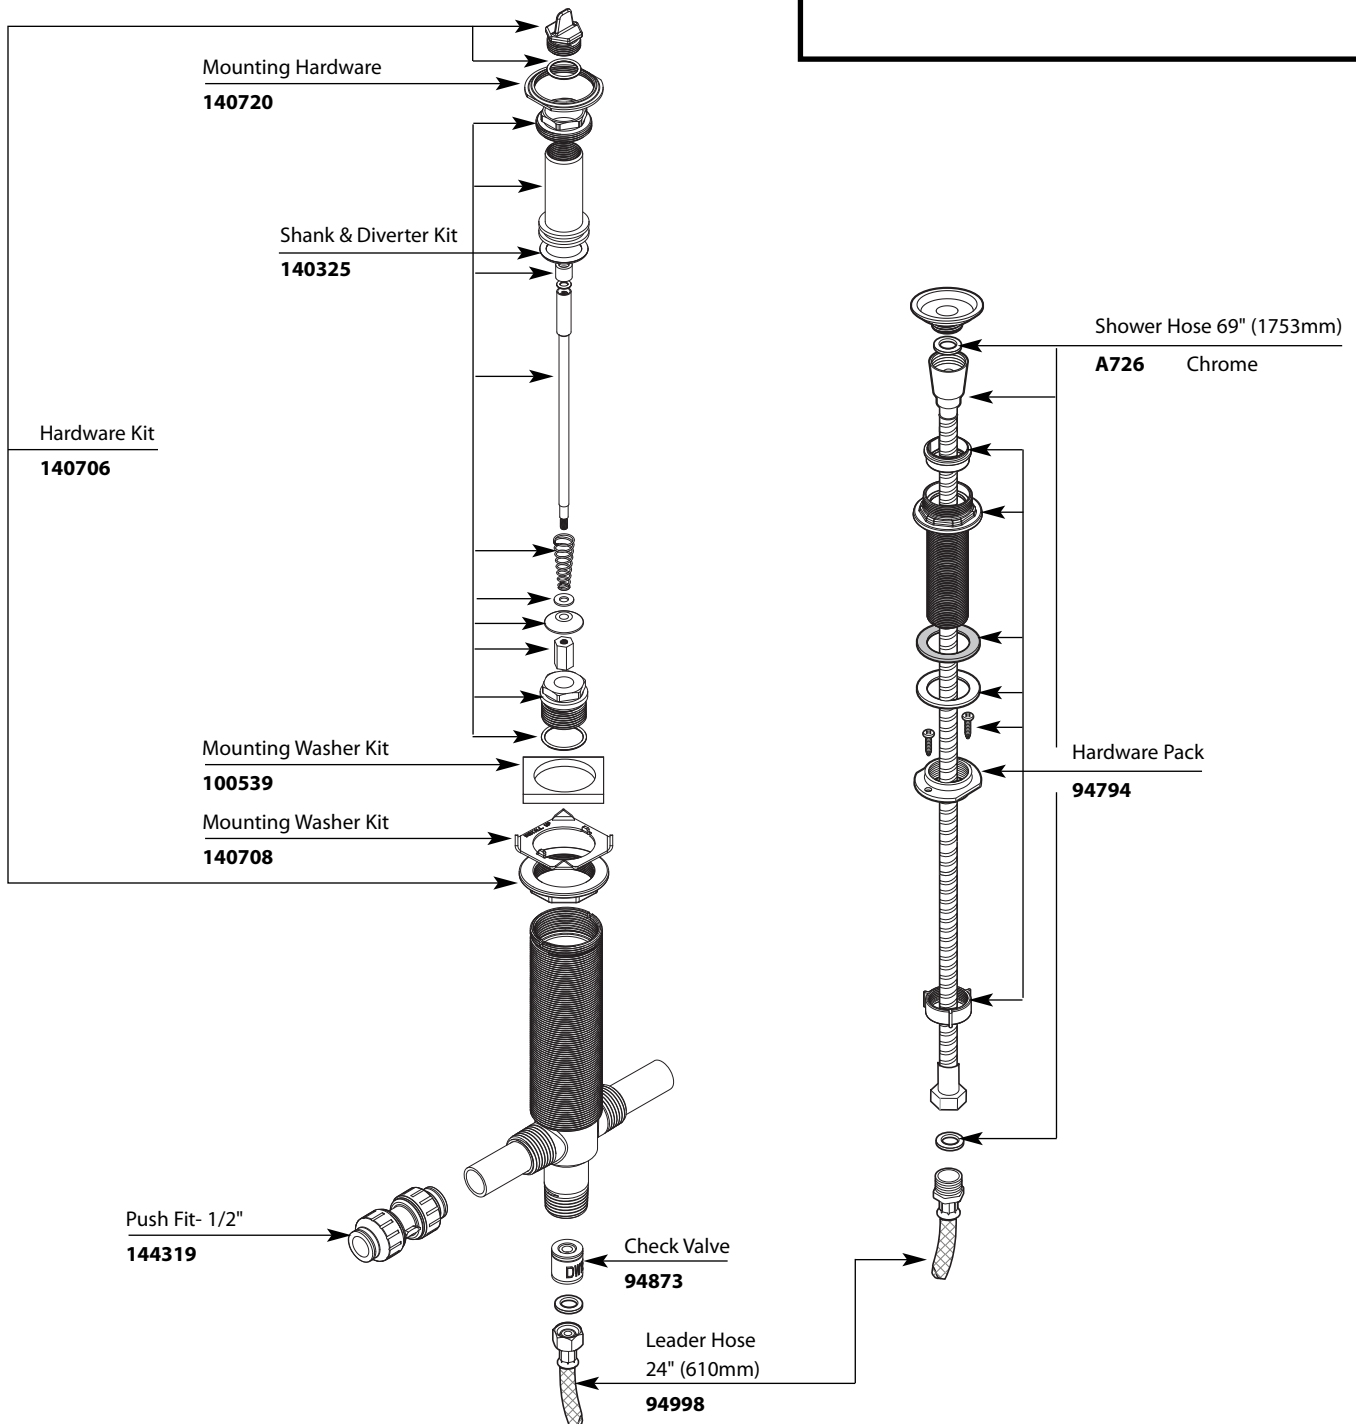 Mounting Hardware
140720
Shank & Diverter Kit
140325
Shower Hose 69" (1753mm)
A726 Chrome
Hardware Kit
140706
Mounting Washer Kit
100539
Hardware Pack
94794
Mounting Washer Kit
140708
Push Fit- 1/2"
144319
Check Valve
94873
Leader Hose
24" (610mm)
94998